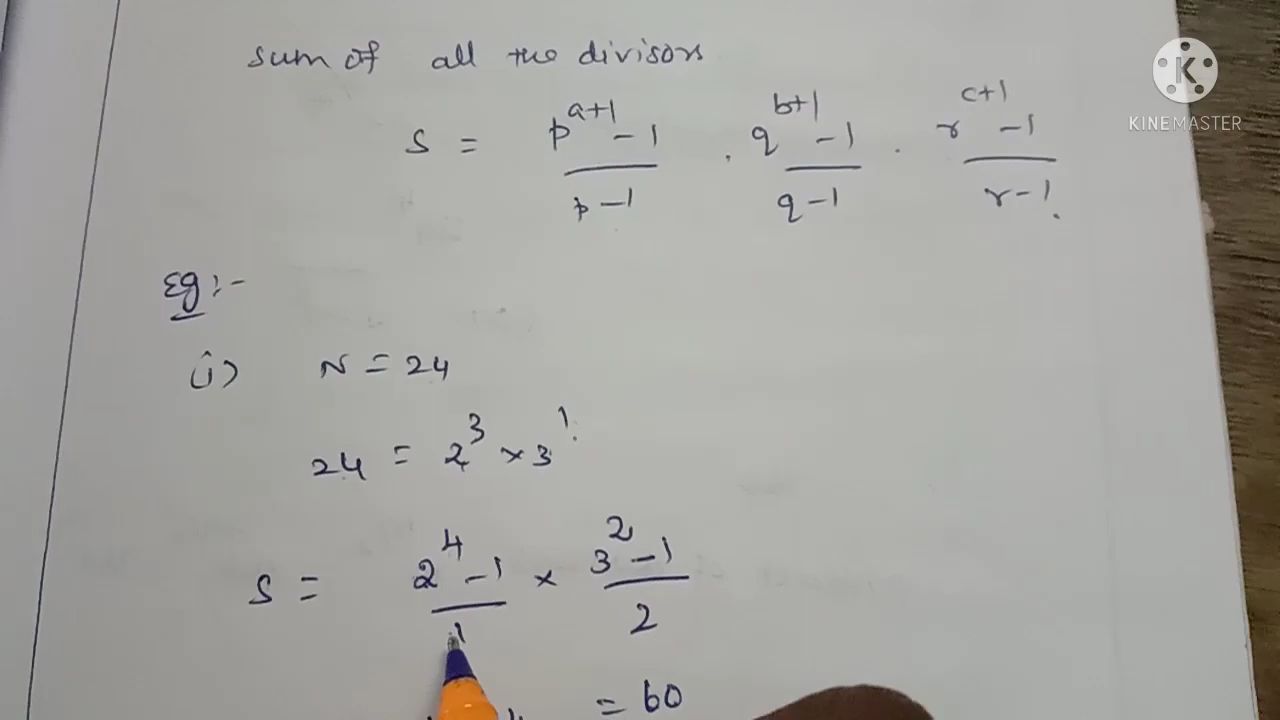 sum of all the divisors
S = p^(a+1) - 1 / p - 1 . q^(b+1) - 1 / q - 1 . r^(c+1) - 1 / r - 1.
KINEMASTER
Eg :-
(i) N = 24
24 = 2^3 × 3^1.
S = 2^4 - 1 / 1 × 3^2 - 1 / 2
= 60